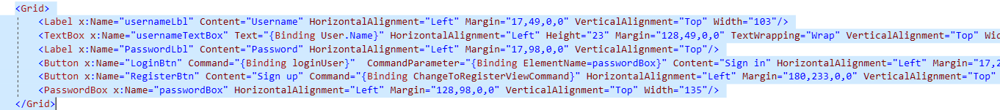 <Grid>
<Label x:Name="usernameLbl" Content="Username" HorizontalAlignment="Left" Margin="17,49,0,0" VerticalAlignment="Top" Width="103"/>
<TextBox x:Name="usernameTextBox" Text="{Binding User.Name}" HorizontalAlignment="Left" Height="23" Margin="128,49,0,0" TextWrapping="Wrap" VerticalAlignment="Top" Wid
<Label x:Name="PasswordLbl" Content="Password" HorizontalAlignment="Left" Margin="17,98,0,0" VerticalAlignment="Top"/>
<Button x:Name="LoginBtn" Command="{Binding loginUser}"  CommandParameter="{Binding ElementName=passwordBox}" Content="Sign in" HorizontalAlignment="Left" Margin="17,2
<Button x:Name="RegisterBtn" Content="Sign up" Command="{Binding ChangeToRegisterViewCommand}" HorizontalAlignment="Left" Margin="180,233,0,0" VerticalAlignment="Top"
<PasswordBox x:Name="passwordBox" HorizontalAlignment="Left" Margin="128,98,0,0" VerticalAlignment="Top" Width="135"/>
</Grid>